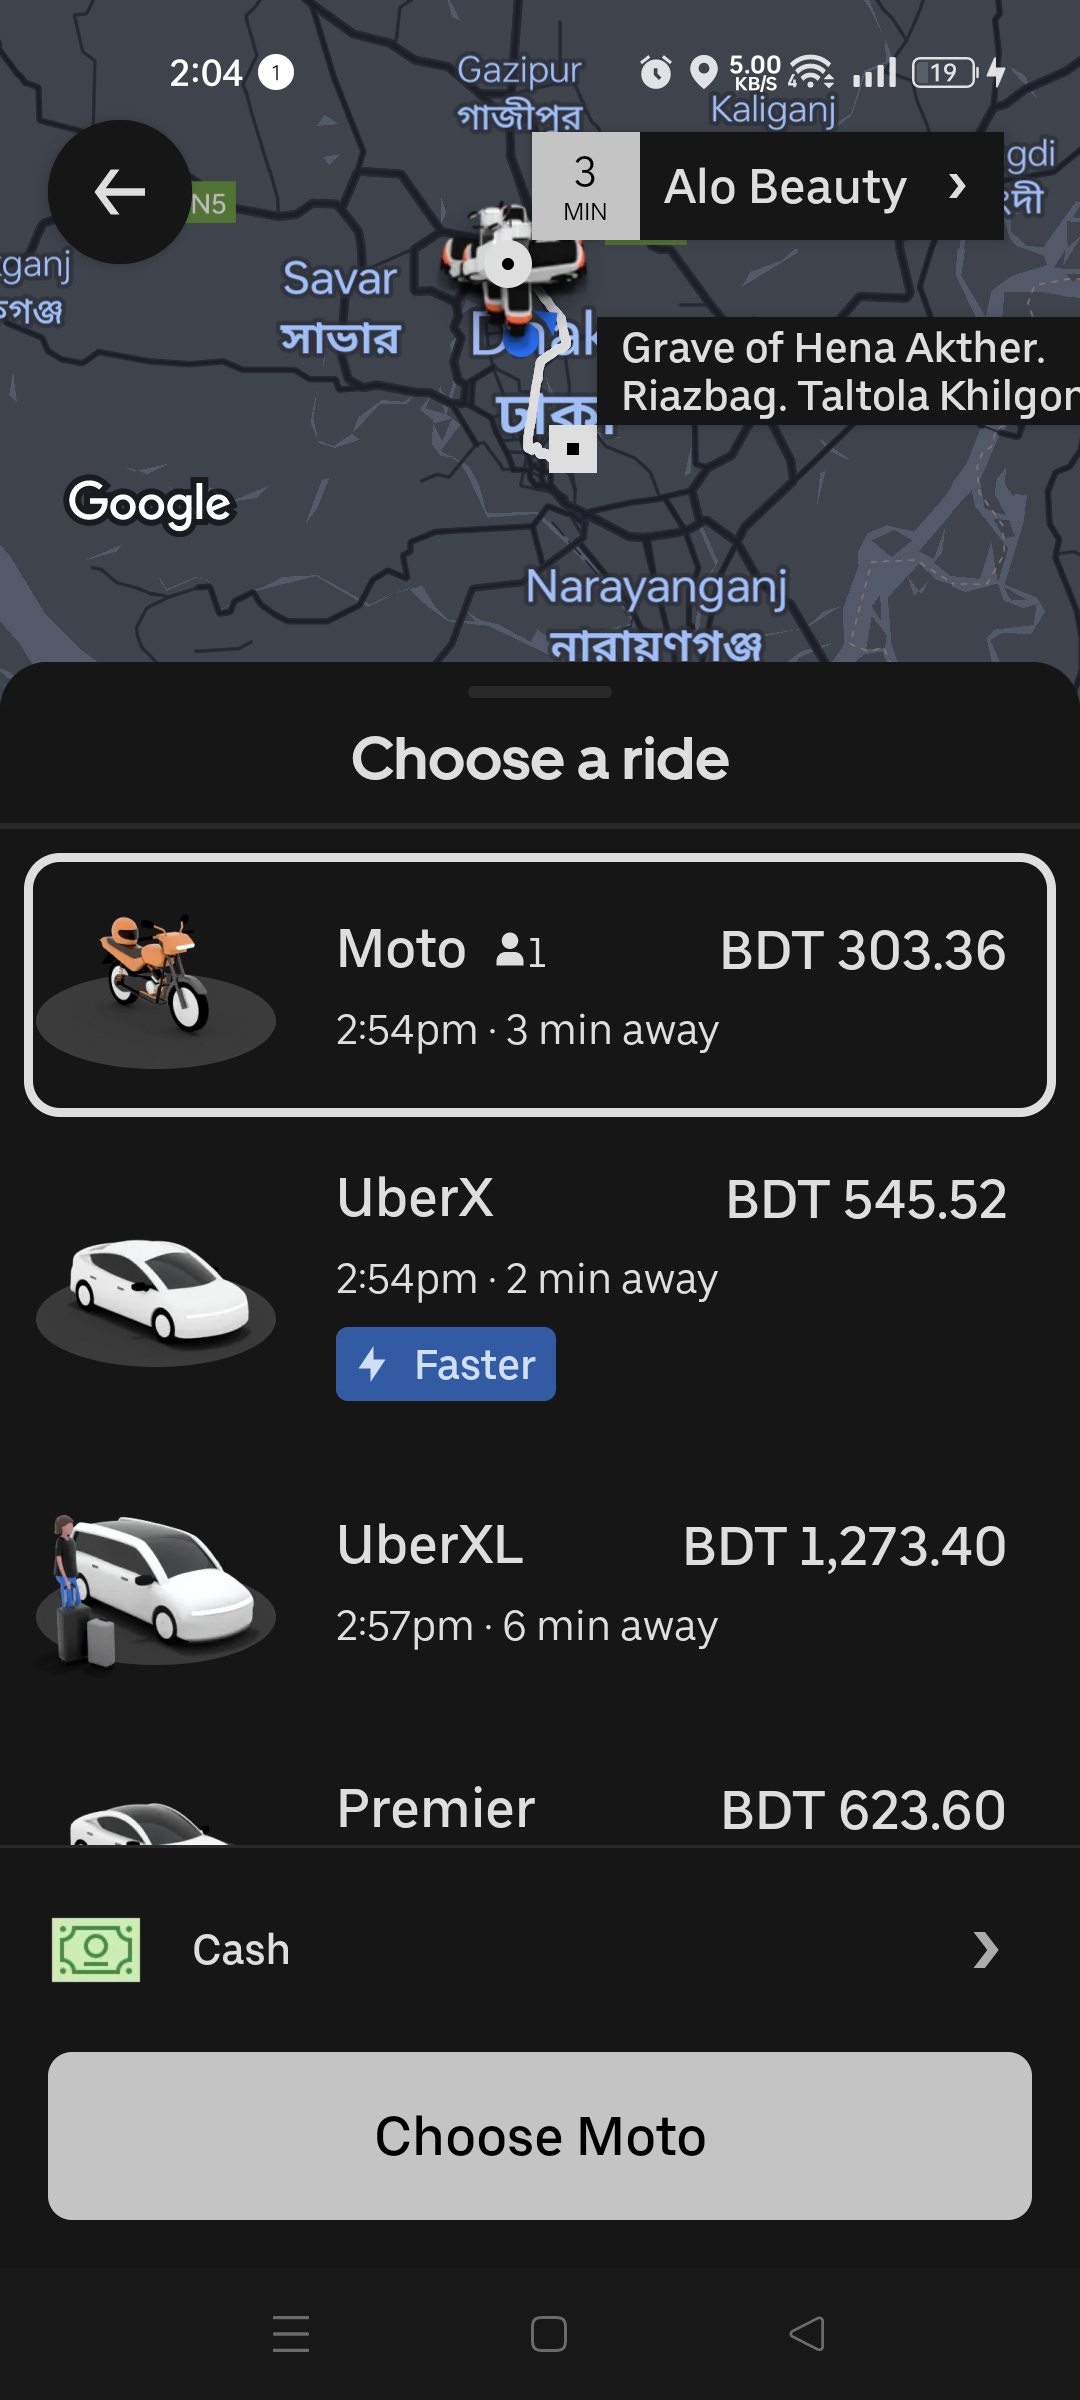 2:04 1 5.00 KB/S 4 19
Gazipur
গাজীপুর
Kaliganj
3 MIN Alo Beauty
N5
Savar
সাভার
Grave of Hena Akther.
Riazbag. Taltola Khilgon
Google
Narayanganj
নারায়ণগঞ্জ
Choose a ride
Moto 1 BDT 303.36
2:54pm · 3 min away
UberX BDT 545.52
2:54pm · 2 min away
Faster
UberXL BDT 1,273.40
2:57pm · 6 min away
Premier BDT 623.60
Cash
Choose Moto